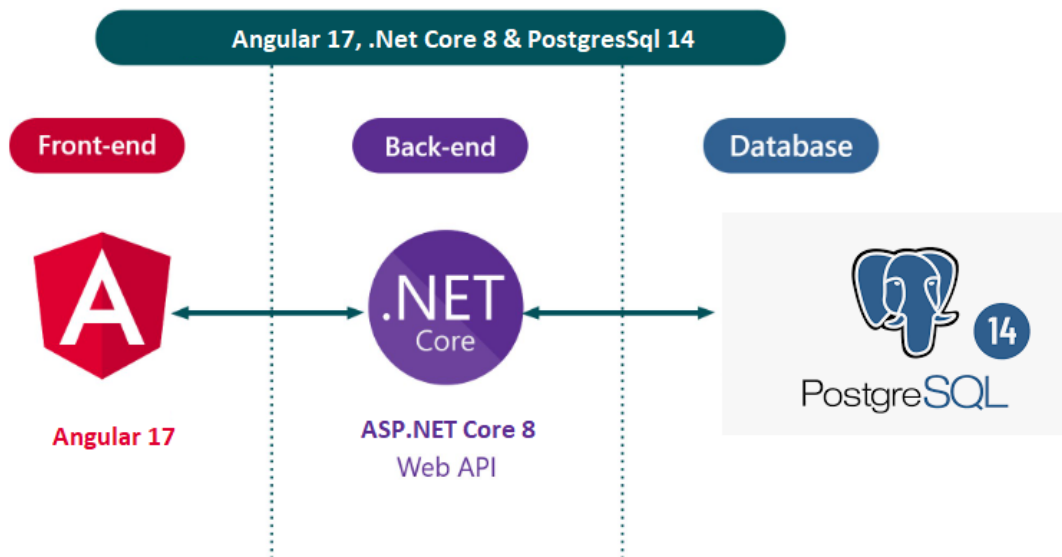 Angular 17, .Net Core 8 & PostgresSql 14
Front-end
Back-end
Database
A
.NET
Core
14
PostgreSQL
Angular 17
ASP.NET Core 8
Web API